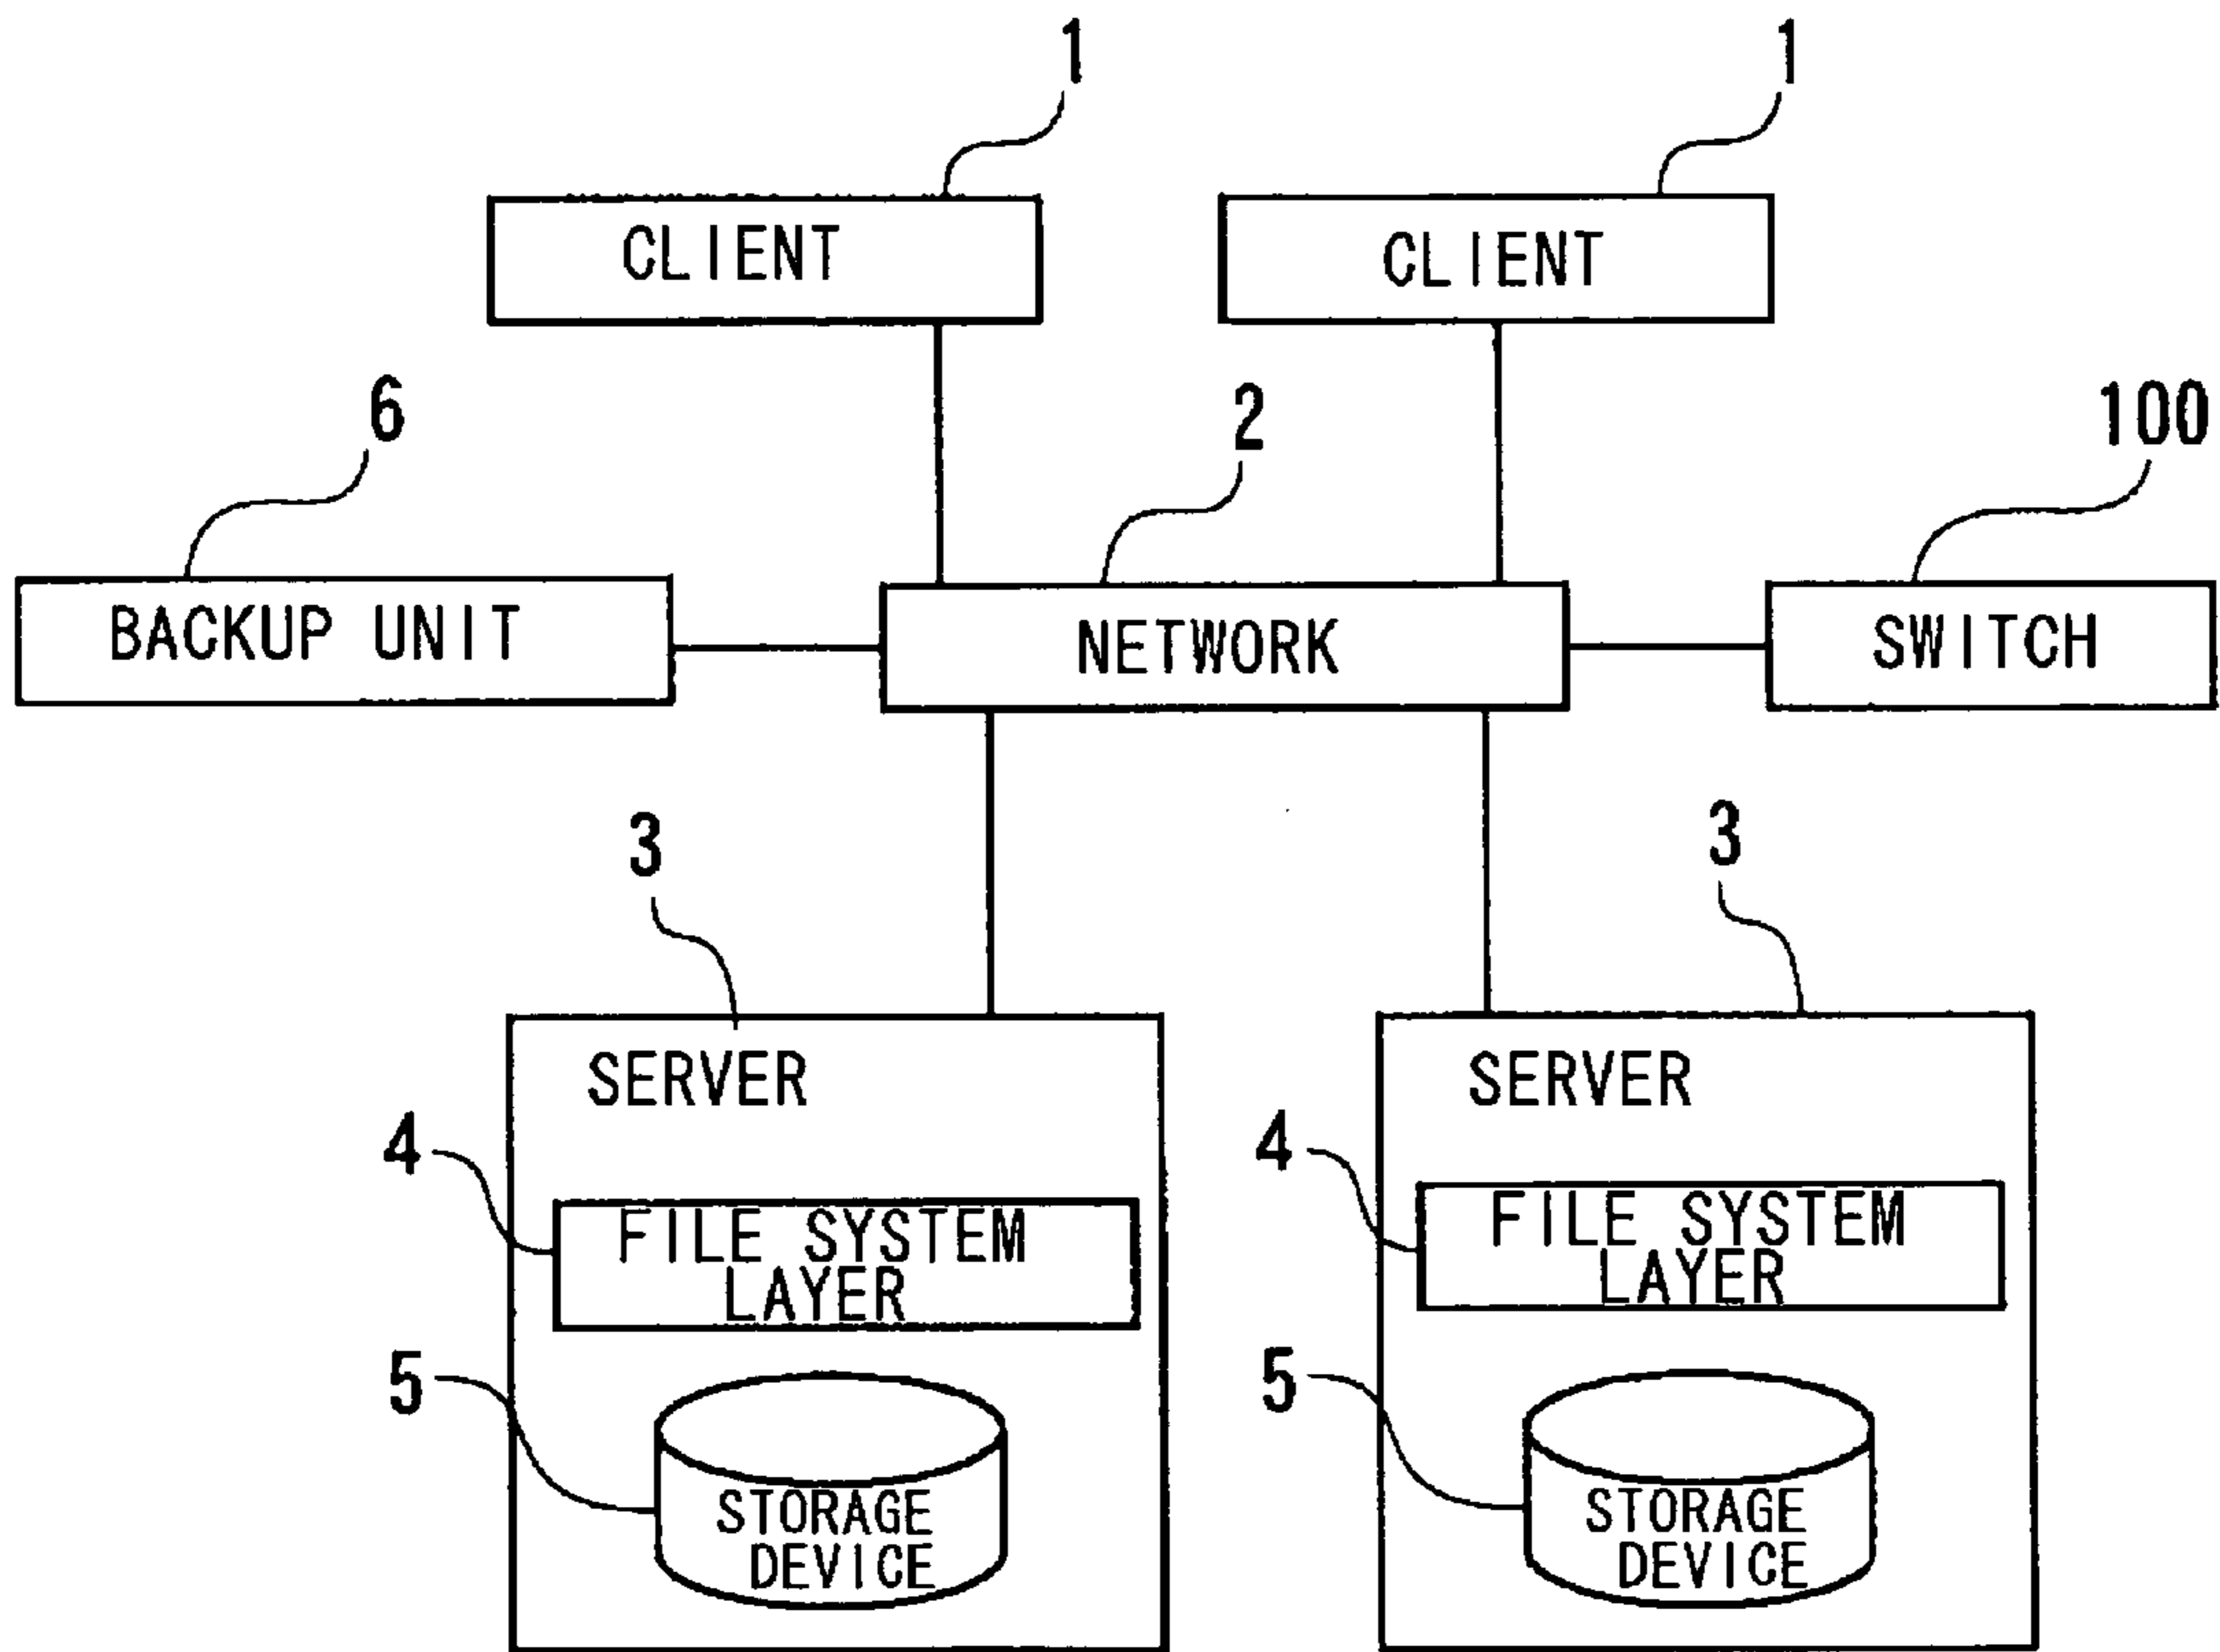 1
1
CLIENT
CLIENT
6
2
100
BACKUP UNIT
NETWORK
SWITCH
3
3
SERVER
SERVER
4
4
FILE SYSTEM
LAYER
FILE SYSTEM
LAYER
5
5
STORAGE
DEVICE
STORAGE
DEVICE